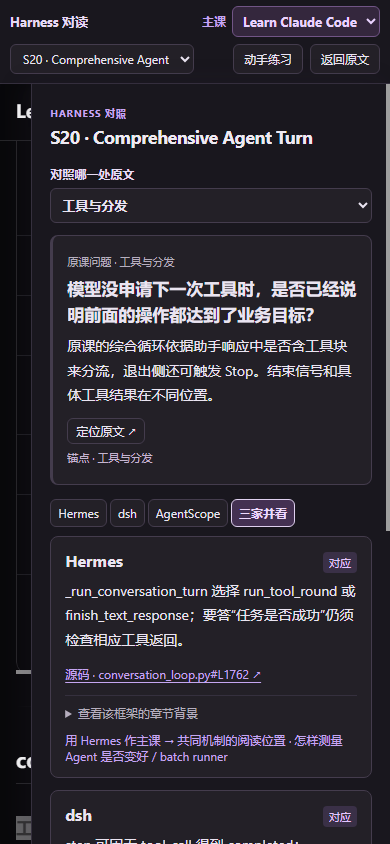 Harness 对读
主课
Learn Claude Code
S20 · Comprehensive Agent
动手练习
返回原文
Le
HARNESS 对照
S20 · Comprehensive Agent Turn
对照哪一处原文
工具与分发
原课问题 · 工具与分发
模型没申请下一次工具时，是否已经说
明前面的操作都达到了业务目标？
原课的综合循环依据助手响应中是否含工具块
来分流，退出侧还可触发 Stop。结束信号和具
体工具结果在不同位置。
定位原文 ↗
锚点 · 工具与分发
Hermes
dsh
AgentScope
三家并看
Hermes
对应
_run_conversation_turn 选择 run_tool_round 或
finish_text_response；要答“任务是否成功”仍须
检查相应工具返回。
源码 · conversation_loop.py#L1762 ↗
▶ 查看该框架的章节背景
用 Hermes 作主课 → 共同机制的阅读位置 · 怎样测量
Agent 是否变好 / batch runner
co
dsh
对应